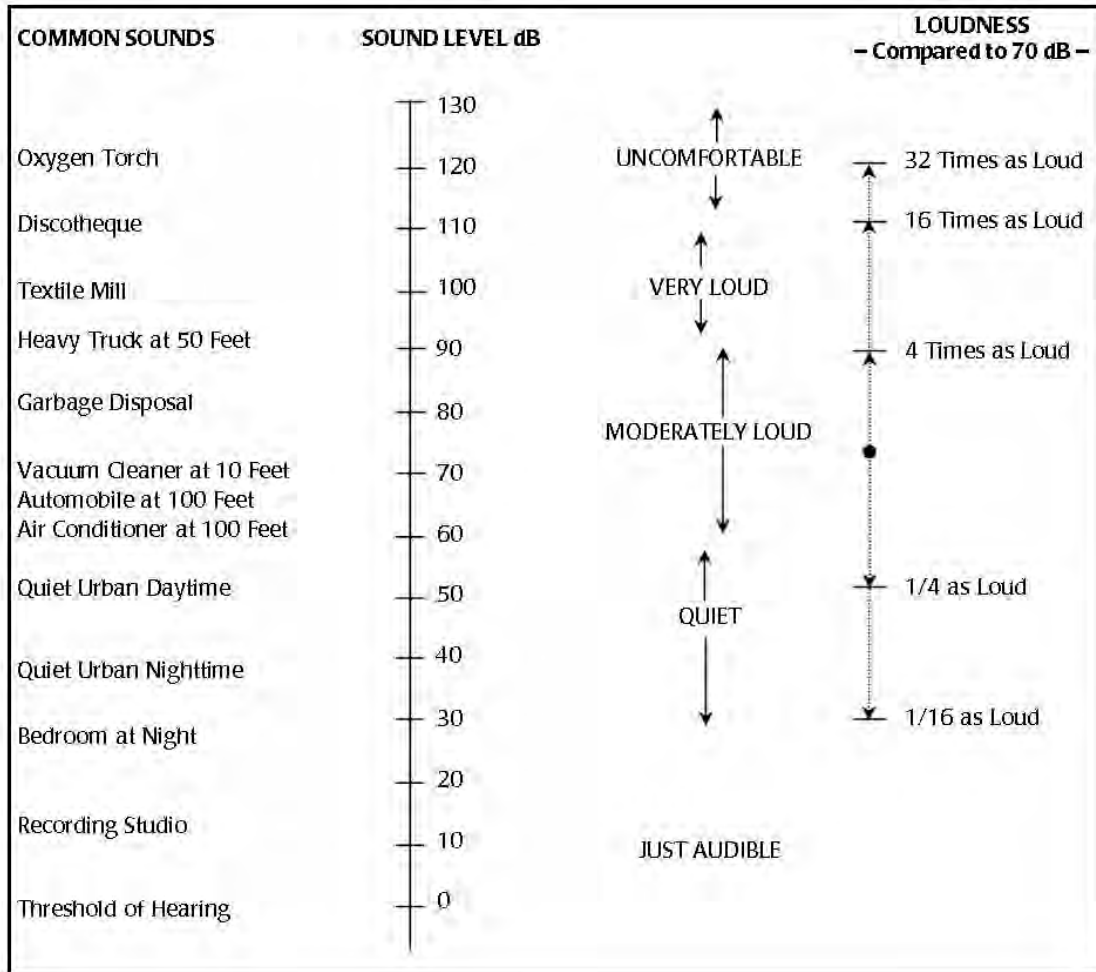 COMMON SOUNDS SOUND LEVEL dB LOUDNESS
– Compared to 70 dB –
130
Oxygen Torch 120 UNCOMFORTABLE 32 Times as Loud
Discotheque 110 16 Times as Loud
Textile Mill 100 VERY LOUD
Heavy Truck at 50 Feet 90 4 Times as Loud
Garbage Disposal 80
MODERATELY LOUD
Vacuum Cleaner at 10 Feet 70
Automobile at 100 Feet
Air Conditioner at 100 Feet 60
Quiet Urban Daytime 50 1/4 as Loud
QUIET
40
Quiet Urban Nighttime
30 1/16 as Loud
Bedroom at Night
20
Recording Studio
10 JUST AUDIBLE
Threshold of Hearing 0